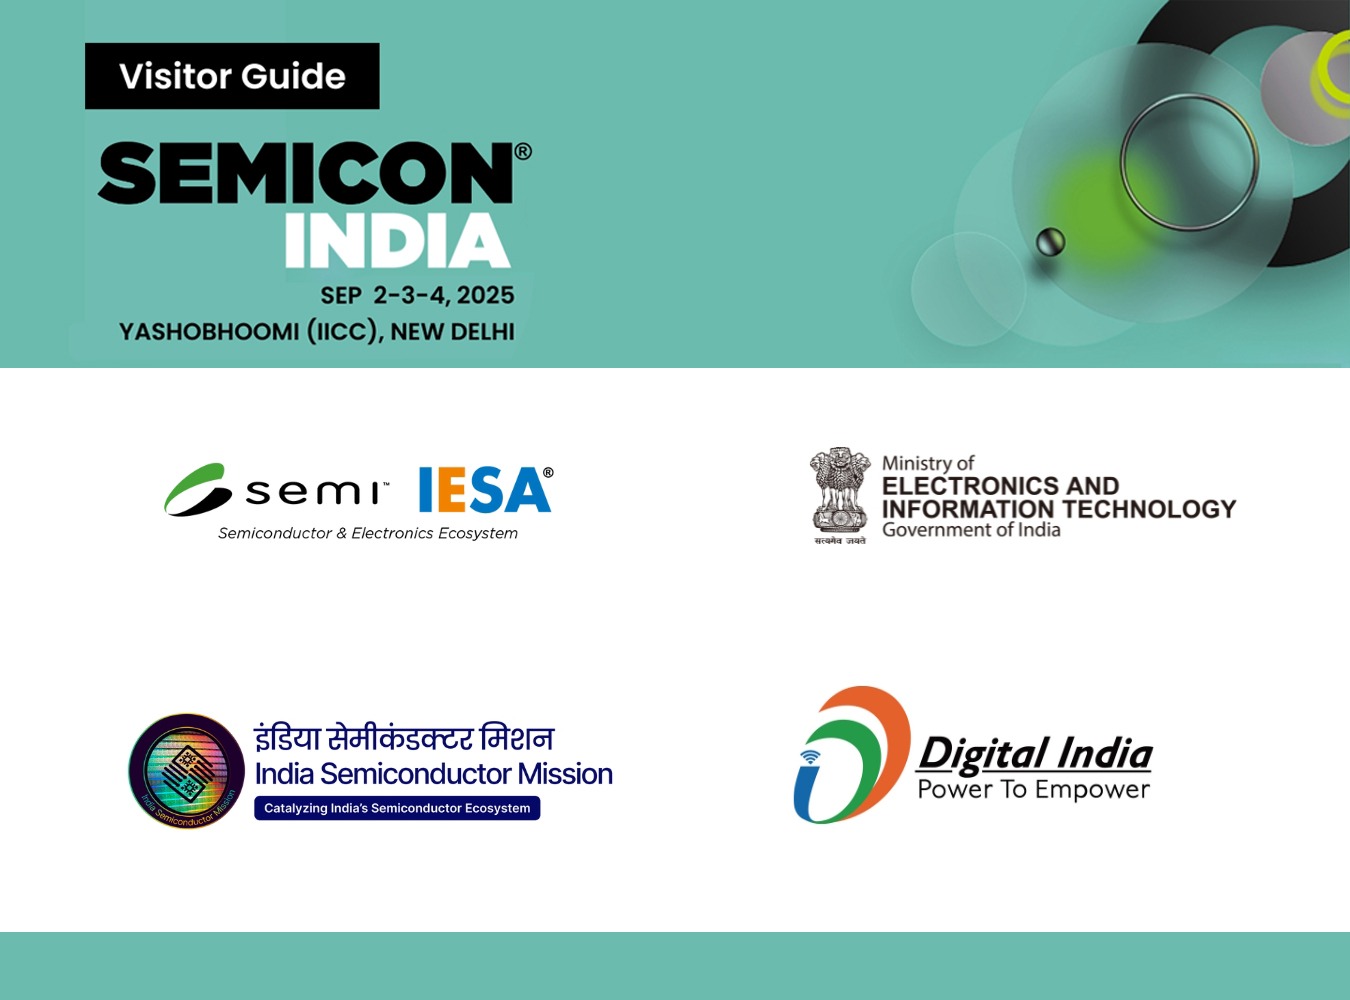 Visitor Guide
SEMICON®
INDIA
SEP 2-3-4, 2025
YASHOBHOOMI (IICC), NEW DELHI
semi™ IESA®
Semiconductor & Electronics Ecosystem
Ministry of
ELECTRONICS AND
INFORMATION TECHNOLOGY
Government of India
सत्यमेव जयते
इंडिया सेमीकंडक्टर मिशन
India Semiconductor Mission
Catalyzing India's Semiconductor Ecosystem
India Semiconductor Mission
Digital India
Power To Empower